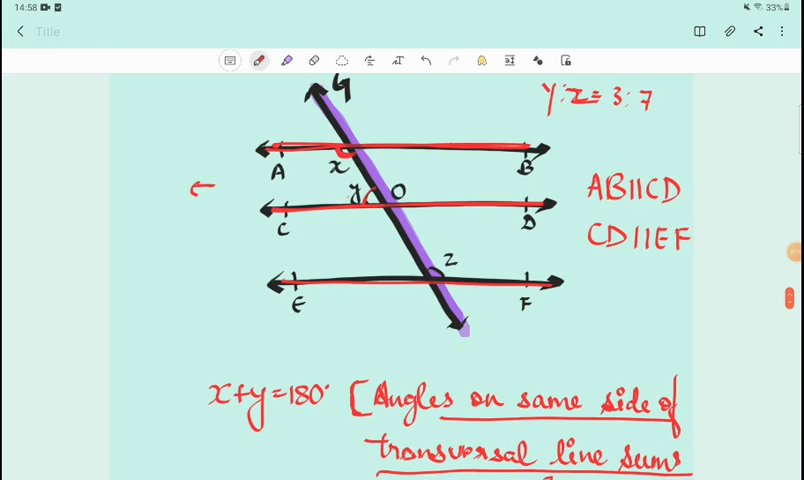 14:58
33%
Title
G
y:z=3:7
A
x
B
y
O
AB||CD
C
D
CD||EF
z
E
F
x+y=180° [Angles on same side of
transversal line sums